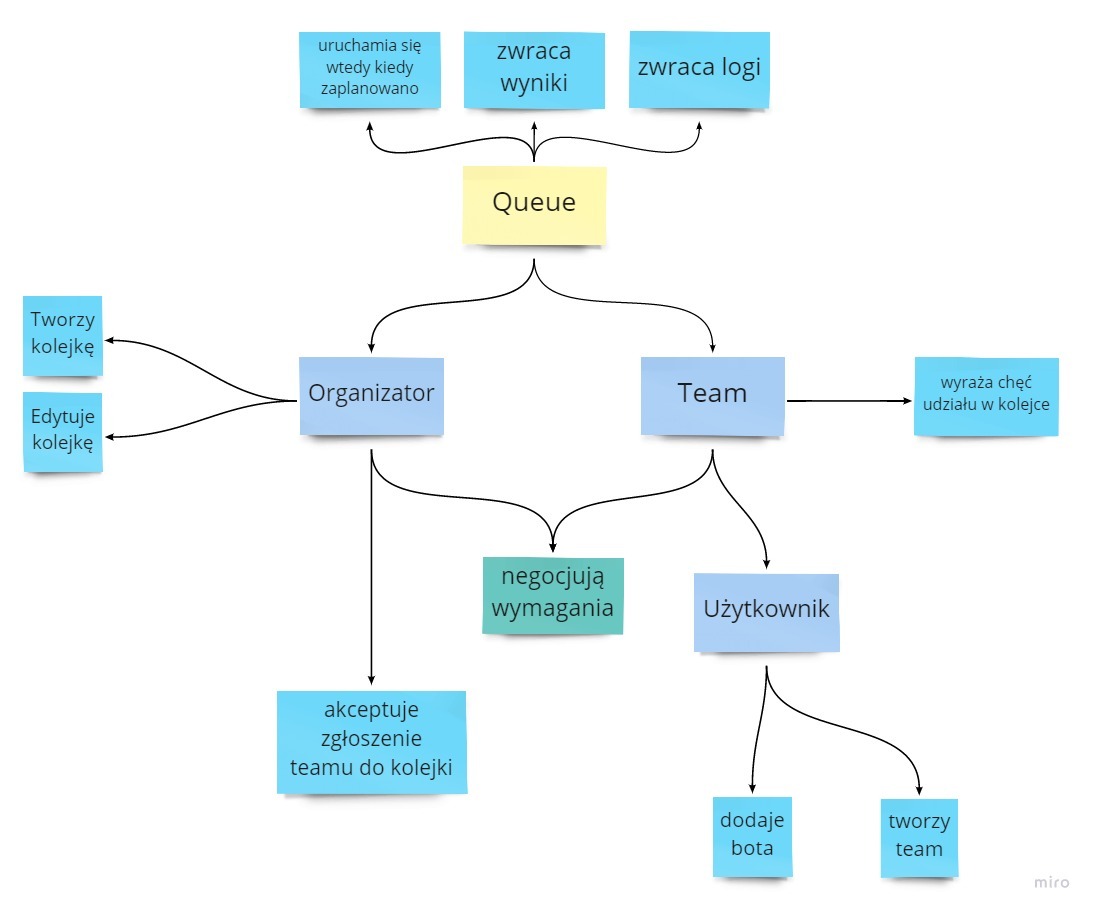 uruchamia się
wtedy kiedy
zaplanowano
zwraca
wyniki
zwraca logi
Queue
Tworzy
kolejkę
Edytuje
kolejkę
Organizator
Team
wyraża chęć
udziału w kolejce
negocjują
wymagania
Użytkownik
akceptuje
zgłoszenie
teamu do kolejki
dodaje
bota
tworzy
team
miro